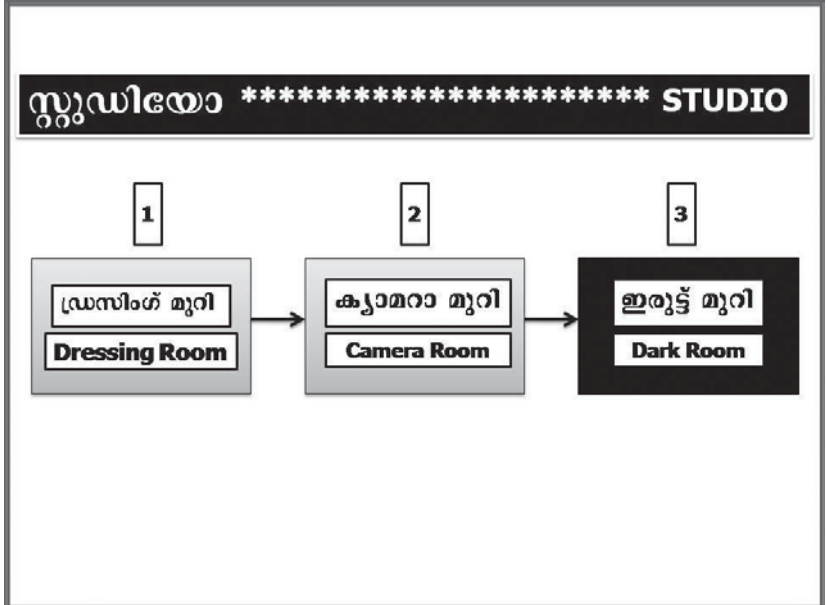 സ്റ്റുഡിയോ ********************** STUDIO
1
2
3
ഡ്രസിംഗ് മുറി
Dressing Room
ക്യാമറാ മുറി
Camera Room
ഇരുട്ട് മുറി
Dark Room